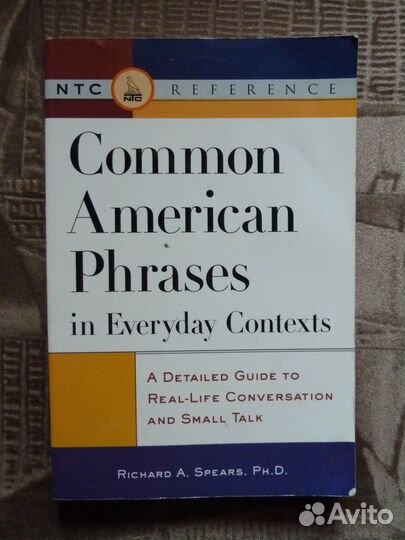 NTC NTC REFERENCE
Common
American
Phrases
in Everyday Contexts
A DETAILED GUIDE TO
REAL-LIFE CONVERSATION
AND SMALL TALK
RICHARD A. SPEARS, PH.D.
Avito